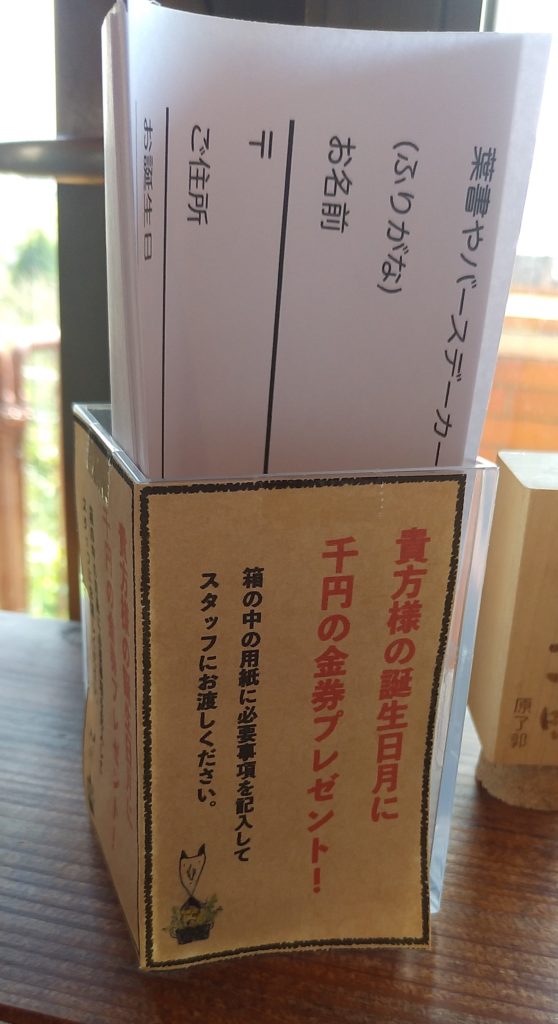 葉書やバースデーカー
(ふりがな)
お名前
〒
ご住所
お誕生日
貴方様の誕生日月に
千円の金券プレゼント！
箱の中の用紙に必要事項を記入して
スタッフにお渡しください。
原了郭